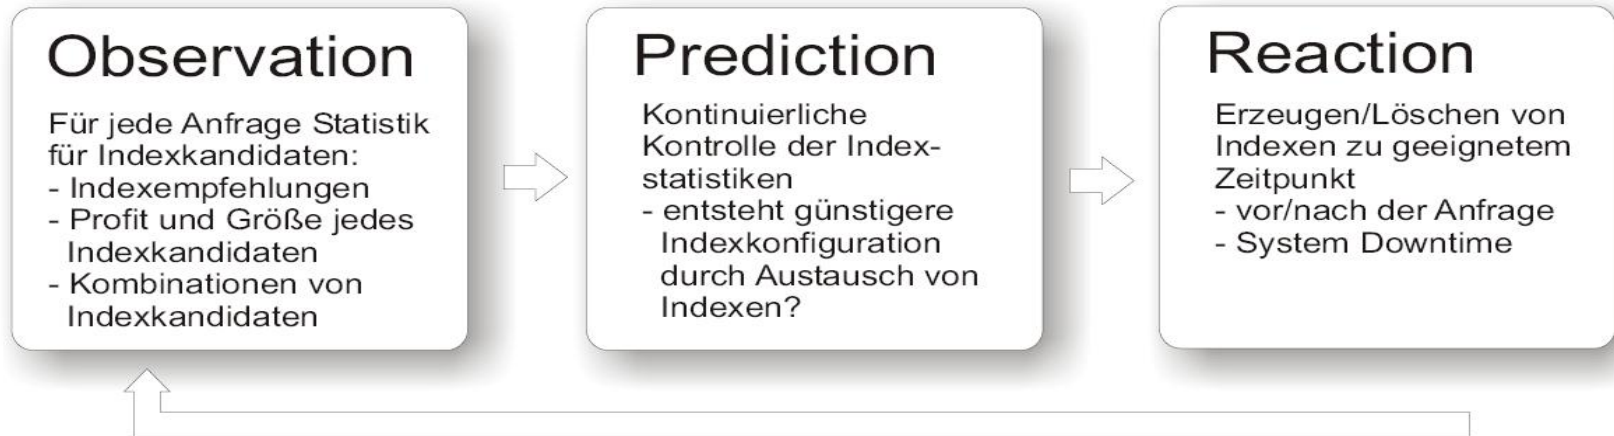 Observation
Für jede Anfrage Statistik
für Indexkandidaten:
- Indexempfehlungen
- Profit und Größe jedes
Indexkandidaten
- Kombinationen von
Indexkandidaten
Prediction
Kontinuierliche
Kontrolle der Index-
statistiken
- entsteht günstigere
Indexkonfiguration
durch Austausch von
Indexen?
Reaction
Erzeugen/Löschen von
Indexen zu geeignetem
Zeitpunkt
- vor/nach der Anfrage
- System Downtime